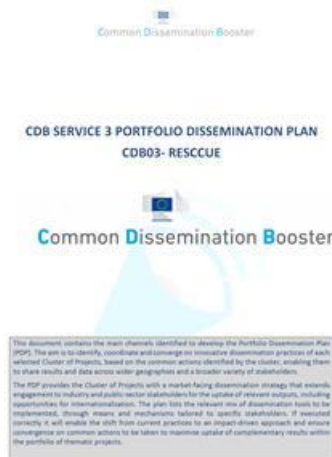 Common Dissemination Booster
CDB SERVICE 3 PORTFOLIO DISSEMINATION PLAN
CDB03- RESCCUE
Common Dissemination Booster
This document contains the main channels identified to develop the Portfolio Dissemination Plan
(PDP). The aim is to identify, coordinate and converge on innovative dissemination practices of each
selected Cluster of Projects, based on the common actions identified by the cluster, enabling them
to share results and data across wider geographies and a broader variety of stakeholders.
The PDP provides the Cluster of Projects with a market-facing dissemination strategy that extends
engagement to industry and public-sector stakeholders for the uptake of relevant outputs, including
opportunities for internationalization. The plan lists the relevant mix of dissemination tools to be
implemented, through means and mechanisms tailored to specific stakeholders. If executed
correctly it will enable the shift from current practices to an impact-driven approach and ensure
convergence on common actions to be taken to maximise uptake of complementary results within
the portfolio of thematic projects.